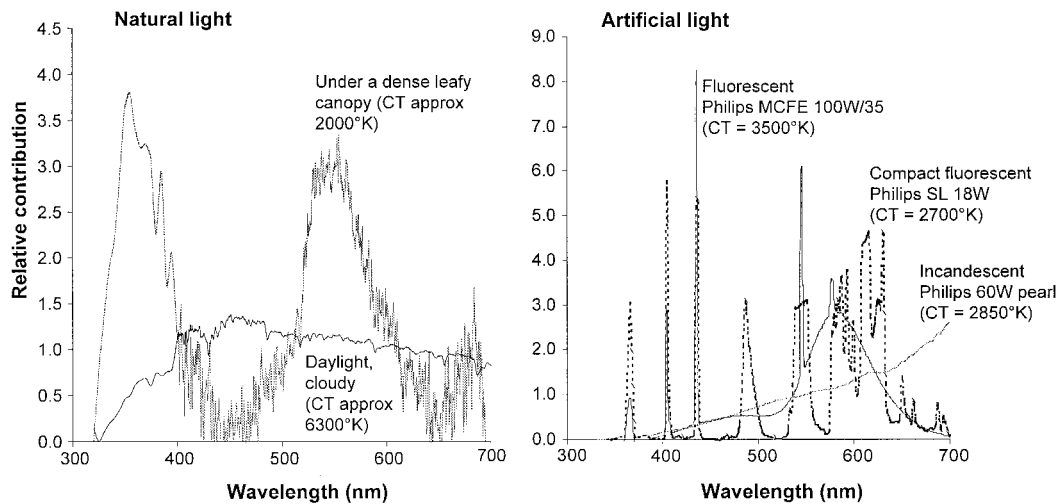 Natural light
4.5
4.0
3.5
3.0
2.5
2.0
1.5
1.0
0.5
0.0
Relative contribution
Under a dense leafy
canopy (CT approx
2000°K)
Daylight,
cloudy
(CT approx
6300°K)
300
400
500
600
700
Wavelength (nm)
Artificial light
9.0
8.0
7.0
6.0
5.0
4.0
3.0
2.0
1.0
0.0
Fluorescent
Philips MCFE 100W/35
(CT = 3500°K)
Compact fluorescent
Philips SL 18W
(CT = 2700°K)
Incandescent
Philips 60W pearl
(CT = 2850°K)
300
400
500
600
700
Wavelength (nm)